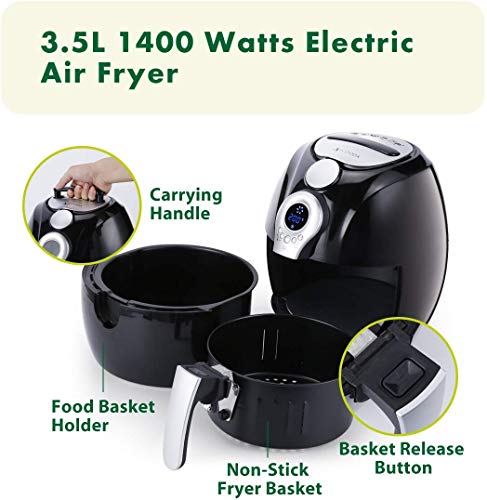 3.5L 1400 Watts Electric
Air Fryer
Carrying
Handle
Food Basket
Holder
Non-Stick
Fryer Basket
Basket Release
Button